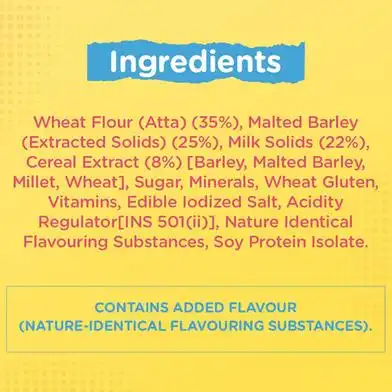 Ingredients
Wheat Flour (Atta) (35%), Malted Barley
(Extracted Solids) (25%), Milk Solids (22%),
Cereal Extract (8%) [Barley, Malted Barley,
Millet, Wheat], Sugar, Minerals, Wheat Gluten,
Vitamins, Edible Iodized Salt, Acidity
Regulator[INS 501(ii)], Nature Identical
Flavouring Substances, Soy Protein Isolate.
CONTAINS ADDED FLAVOUR
(NATURE-IDENTICAL FLAVOURING SUBSTANCES).